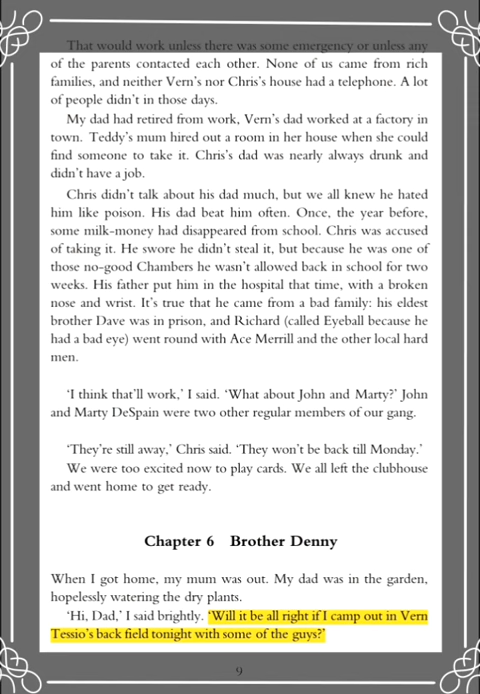 That would work unless there was some emergency or unless any
of the parents contacted each other. None of us came from rich
families, and neither Vern's nor Chris's house had a telephone. A lot
of people didn't in those days.
My dad had retired from work, Vern's dad worked at a factory in
town. Teddy's mum hired out a room in her house when she could
find someone to take it. Chris's dad was nearly always drunk and
didn't have a job.
Chris didn't talk about his dad much, but we all knew he hated
him like poison. His dad beat him often. Once, the year before,
some milk-money had disappeared from school. Chris was accused
of taking it. He swore he didn't steal it, but because he was one of
those no-good Chambers he wasn't allowed back in school for two
weeks. His father put him in the hospital that time, with a broken
nose and wrist. It's true that he came from a bad family: his eldest
brother Dave was in prison, and Richard (called Eyeball because he
had a bad eye) went round with Ace Merrill and the other local hard
men.
‘I think that'll work,’ I said. ‘What about John and Marty?’ John
and Marty DeSpain were two other regular members of our gang.
‘They're still away,’ Chris said. ‘They won't be back till Monday.’
We were too excited now to play cards. We all left the clubhouse
and went home to get ready.
Chapter 6 Brother Denny
When I got home, my mum was out. My dad was in the garden,
hopelessly watering the dry plants.
‘Hi, Dad,’ I said brightly. ‘Will it be all right if I camp out in Vern
Tessio's back field tonight with some of the guys?’
9